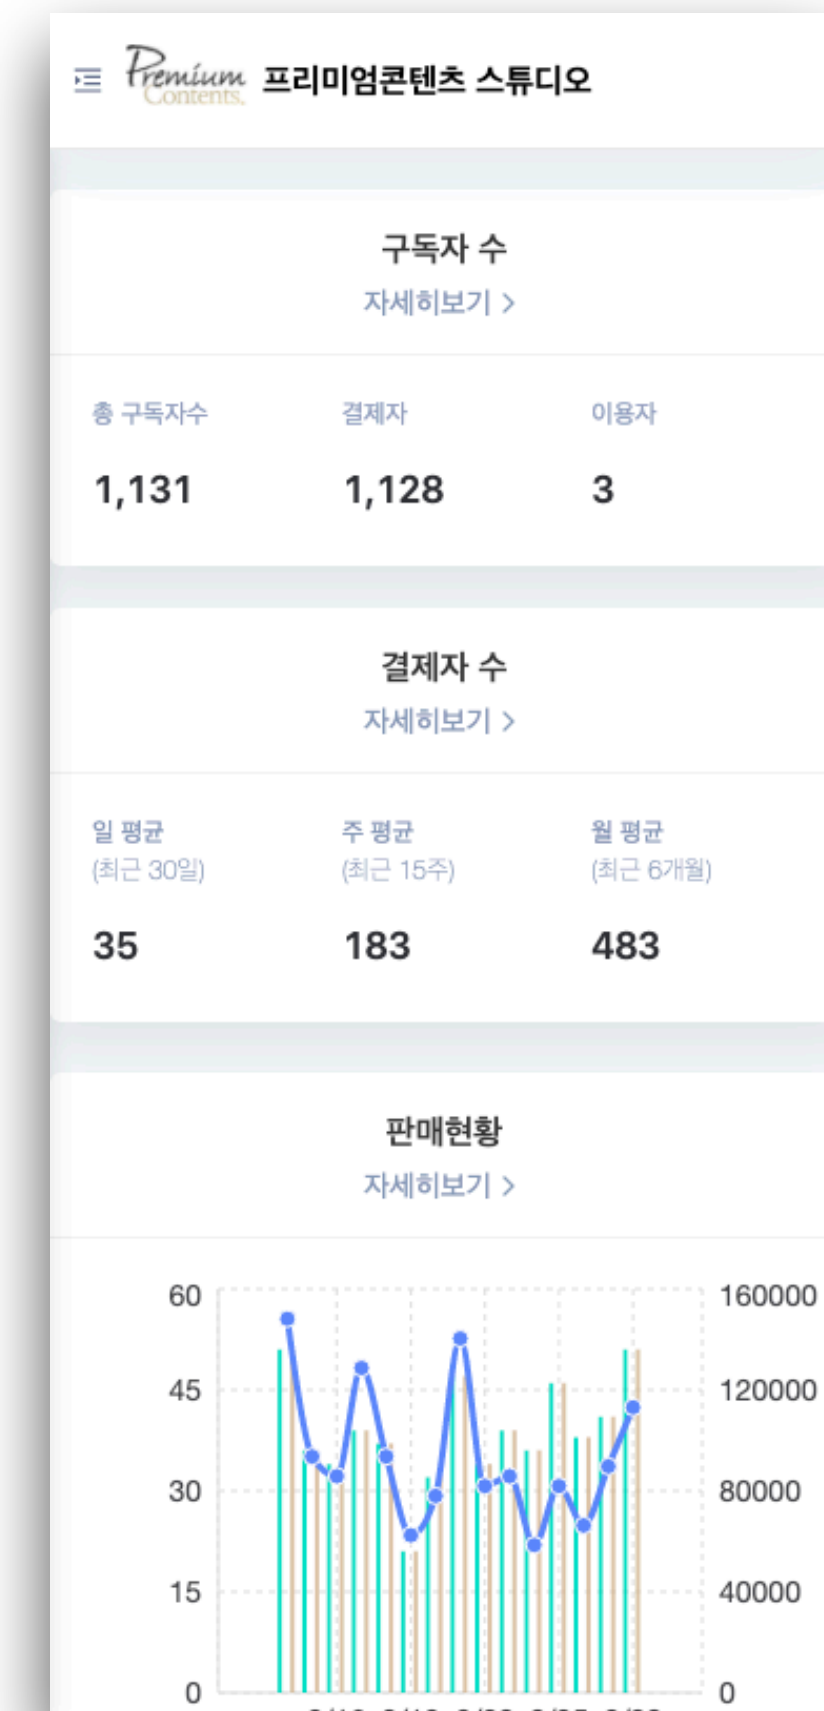 Premium
Contents.
프리미엄콘텐츠 스튜디오
구독자 수
자세히보기 >
총 구독자수 결제자 이용자
1,131 1,128 3
결제자 수
자세히보기 >
일 평균 주 평균 월 평균
(최근 30일) (최근 15주) (최근 6개월)
35 183 483
판매현황
자세히보기 >
60 160000
45 120000
30 80000
15 40000
0 0